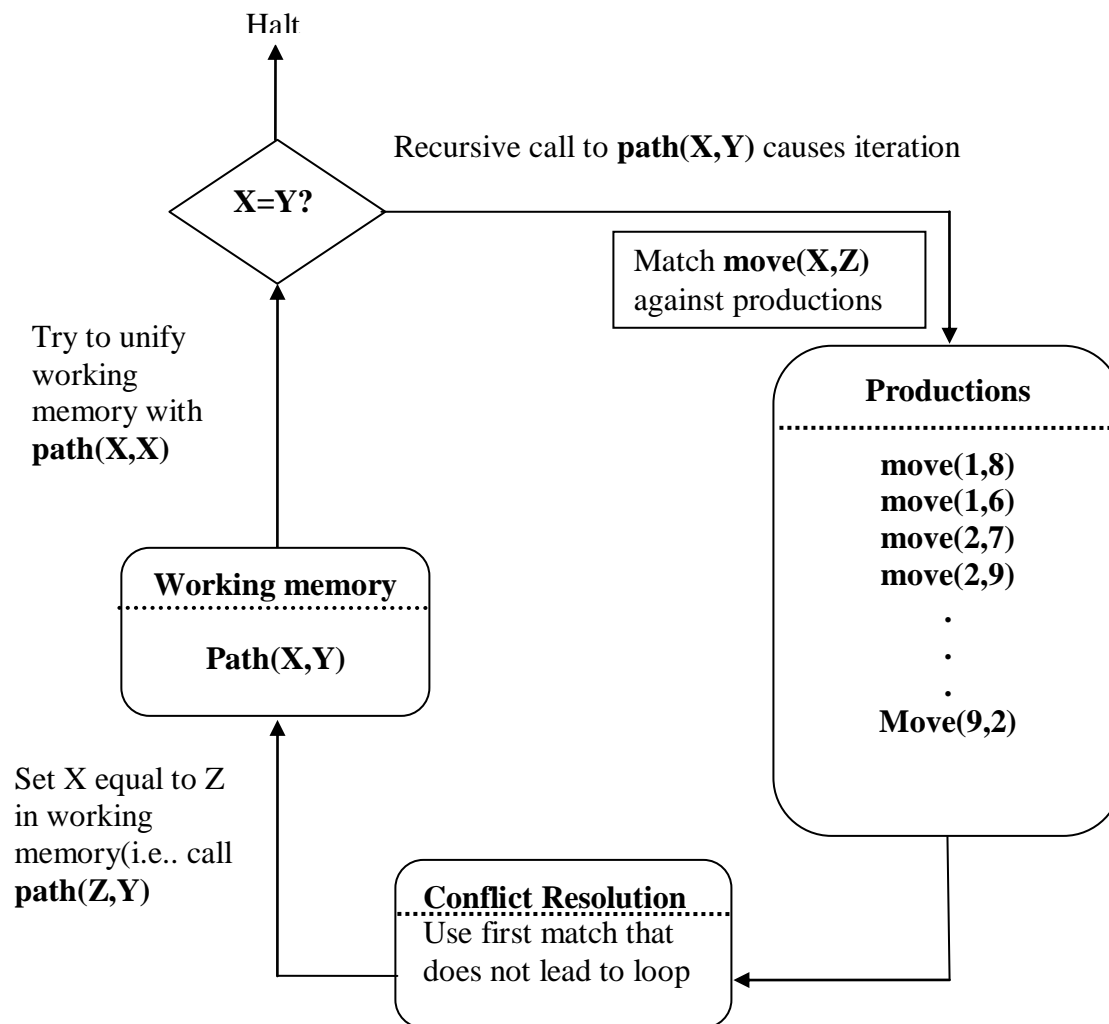 Halt
Recursive call to path(X,Y) causes iteration
X=Y?
Match move(X,Z)
against productions
Try to unify
working
memory with
path(X,X)
Productions
move(1,8)
move(1,6)
move(2,7)
move(2,9)
.
.
.
Move(9,2)
Working memory
Path(X,Y)
Set X equal to Z
in working
memory(i.e.. call
path(Z,Y)
Conflict Resolution
Use first match that
does not lead to loop